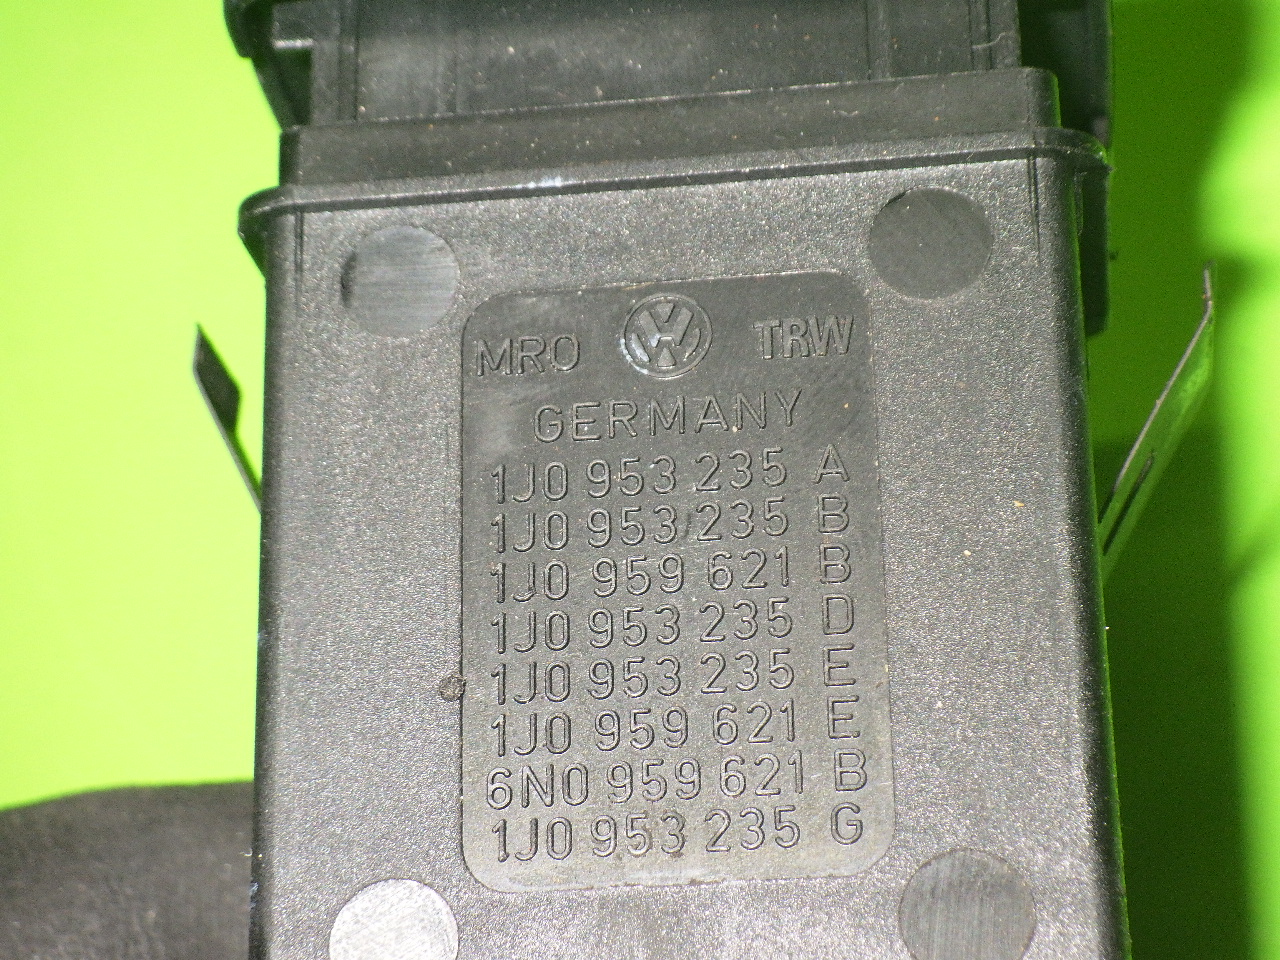 MRO VW TRW
GERMANY
1J0 953 235 A
1J0 953 235 B
1J0 959 621 B
1J0 953 235 D
1J0 953 235 E
1J0 959 621 E
6N0 959 621 B
1J0 953 235 G